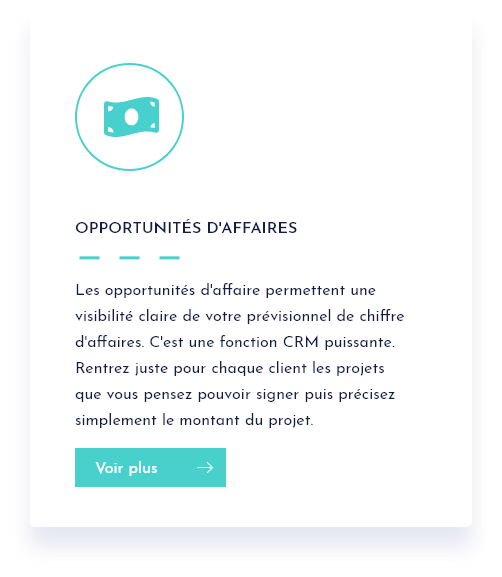 OPPORTUNITÉS D'AFFAIRES
Les opportunités d'affaire permettent une
visibilité claire de votre prévisionnel de chiffre
d'affaires. C'est une fonction CRM puissante.
Rentrez juste pour chaque client les projets
que vous pensez pouvoir signer puis précisez
simplement le montant du projet.
Voir plus